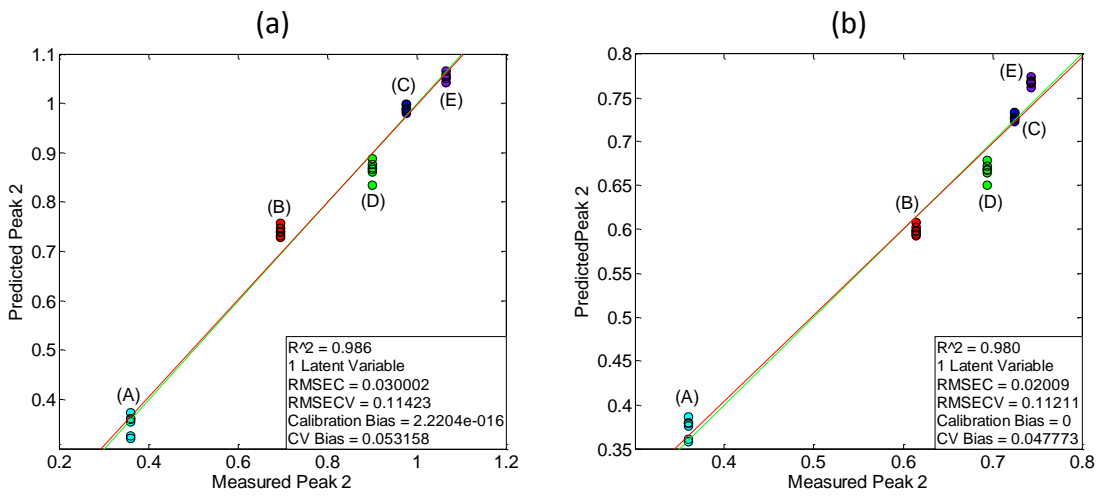 (a)
1.1
1
0.9
0.8
0.7
0.6
0.5
0.4
Predicted Peak 2
(A)
(B)
(C)
(D)
(E)
R^2 = 0.986
1 Latent Variable
RMSEC = 0.030002
RMSECV = 0.11423
Calibration Bias = 2.2204e-016
CV Bias = 0.053158
0.2 0.4 0.6 0.8 1 1.2
Measured Peak 2
(b)
0.8
0.75
0.7
0.65
0.6
0.55
0.5
0.45
0.4
0.35
PredictedPeak 2
(A)
(B)
(C)
(D)
(E)
R^2 = 0.980
1 Latent Variable
RMSEC = 0.02009
RMSECV = 0.11211
Calibration Bias = 0
CV Bias = 0.047773
0.3 0.4 0.5 0.6 0.7 0.8
Measured Peak 2